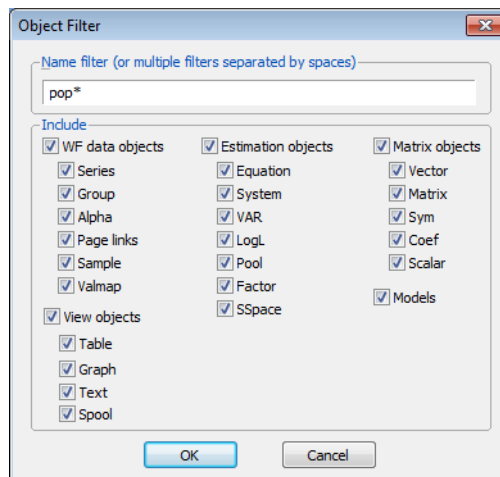 Object Filter
Name filter (or multiple filters separated by spaces)
pop*
Include
WF data objects
Series
Group
Alpha
Page links
Sample
Valmap
View objects
Table
Graph
Text
Spool
Estimation objects
Equation
System
VAR
LogL
Pool
Factor
SSpace
Matrix objects
Vector
Matrix
Sym
Coef
Scalar
Models
OK
Cancel